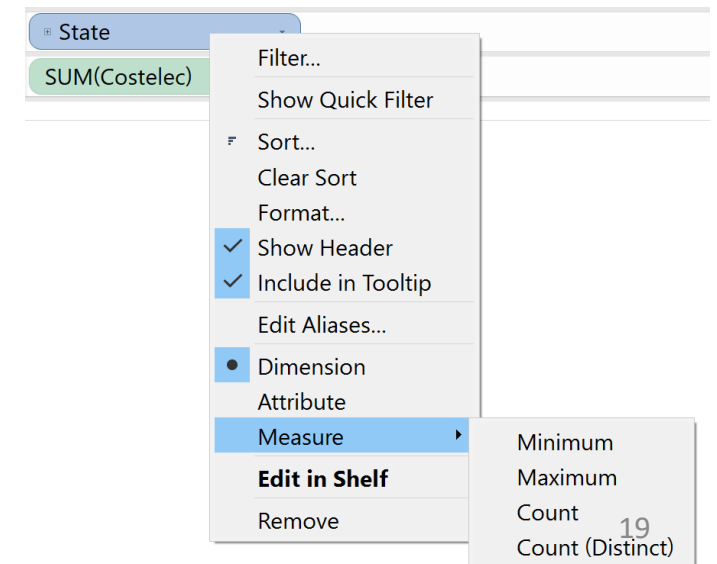 State
SUM(Costelec)
Filter...
Show Quick Filter
Sort...
Clear Sort
Format...
Show Header
Include in Tooltip
Edit Aliases...
Dimension
Attribute
Measure
Edit in Shelf
Remove
Minimum
Maximum
Count
19
Count (Distinct)